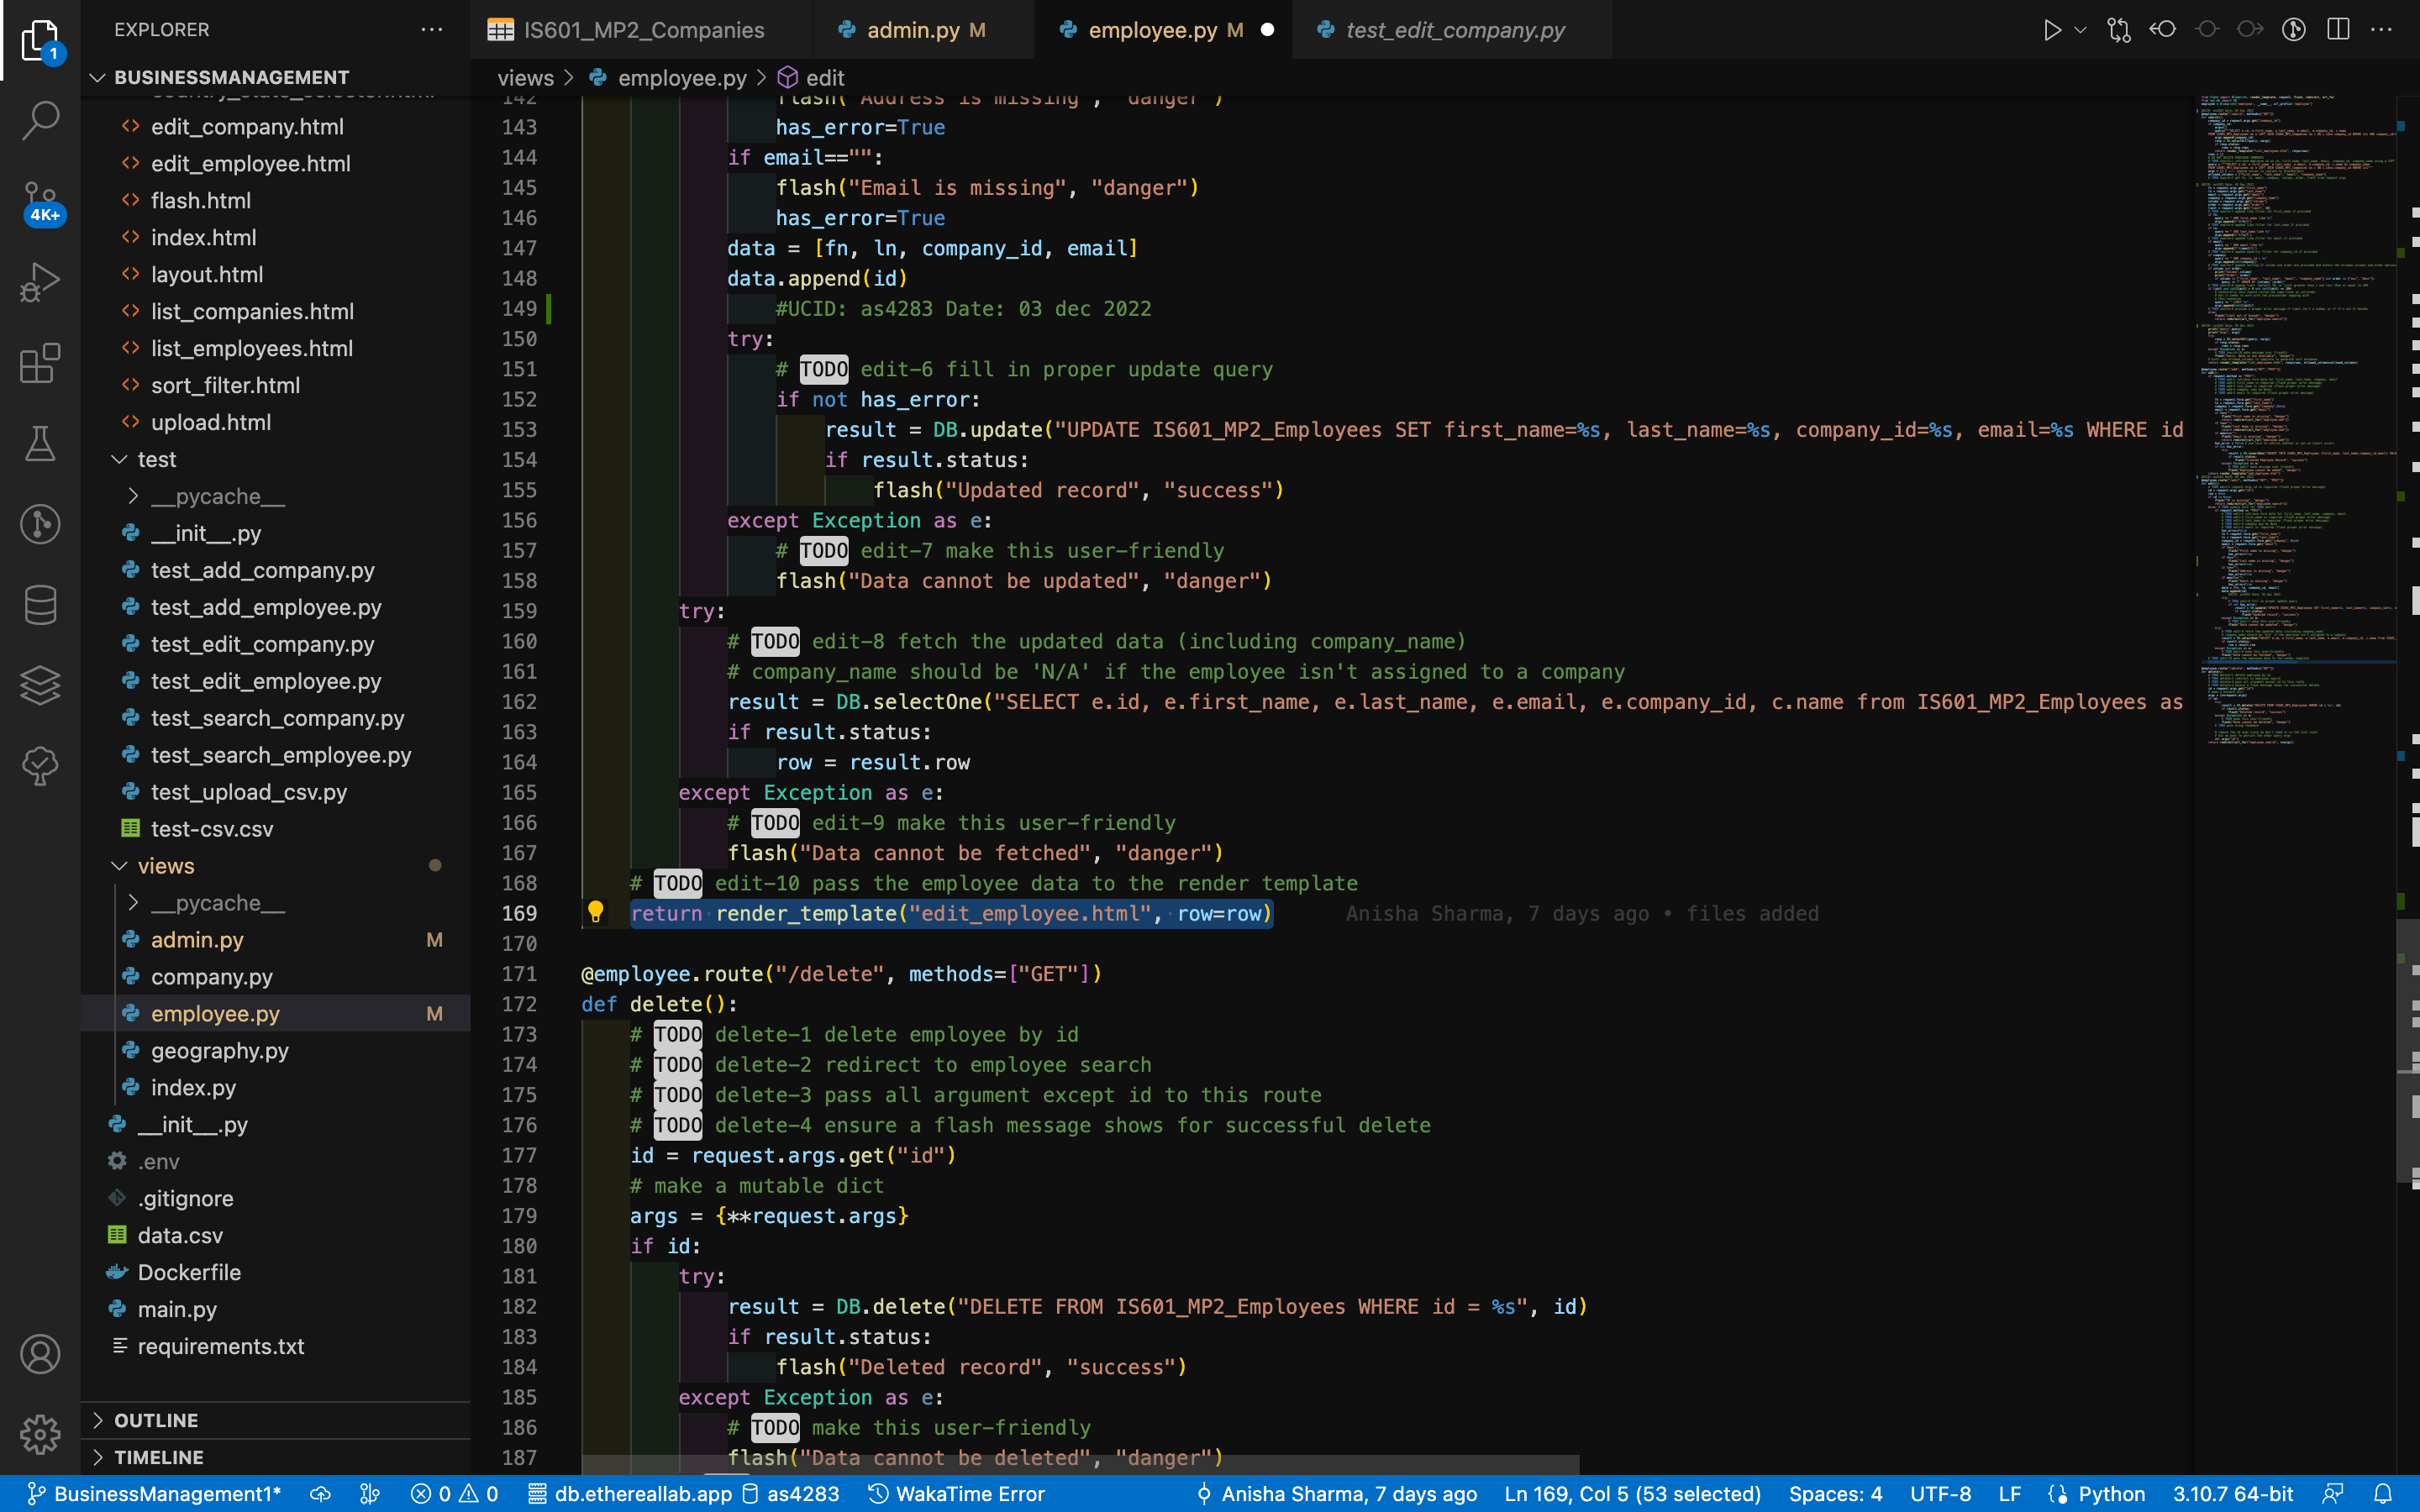 EXPLORER
IS601_MP2_Companies
admin.py M
employee.py M
test_edit_company.py
1
BUSINESSMANAGEMENT
views > employee.py > edit
edit_company.html
edit_employee.html
flash.html
index.html
layout.html
list_companies.html
list_employees.html
sort_filter.html
upload.html
test
__pycache__
__init__.py
test_add_company.py
test_add_employee.py
test_edit_company.py
test_edit_employee.py
test_search_company.py
test_search_employee.py
test_upload_csv.py
test-csv.csv
views
__pycache__
admin.py M
company.py
employee.py M
geography.py
index.py
__init__.py
.env
.gitignore
data.csv
Dockerfile
main.py
requirements.txt
OUTLINE
TIMELINE
4K+
142 flash("Address is missing", "danger")
143 has_error=True
144 if email=="":
145 flash("Email is missing", "danger")
146 has_error=True
147 data = [fn, ln, company_id, email]
148 data.append(id)
149 #UCID: as4283 Date: 03 dec 2022
150 try:
151 # TODO edit-6 fill in proper update query
152 if not has_error:
153 result = DB.update("UPDATE IS601_MP2_Employees SET first_name=%s, last_name=%s, company_id=%s, email=%s WHERE id
154 if result.status:
155 flash("Updated record", "success")
156 except Exception as e:
157 # TODO edit-7 make this user-friendly
158 flash("Data cannot be updated", "danger")
159 try:
160 # TODO edit-8 fetch the updated data (including company_name)
161 # company_name should be 'N/A' if the employee isn't assigned to a company
162 result = DB.selectOne("SELECT e.id, e.first_name, e.last_name, e.email, e.company_id, c.name from IS601_MP2_Employees as
163 if result.status:
164 row = result.row
165 except Exception as e:
166 # TODO edit-9 make this user-friendly
167 flash("Data cannot be fetched", "danger")
168 # TODO edit-10 pass the employee data to the render template
169 return render_template("edit_employee.html", row=row) Anisha Sharma, 7 days ago • files added
170
171 @employee.route("/delete", methods=["GET"])
172 def delete():
173 # TODO delete-1 delete employee by id
174 # TODO delete-2 redirect to employee search
175 # TODO delete-3 pass all argument except id to this route
176 # TODO delete-4 ensure a flash message shows for successful delete
177 id = request.args.get("id")
178 # make a mutable dict
179 args = {**request.args}
180 if id:
181 try:
182 result = DB.delete("DELETE FROM IS601_MP2_Employees WHERE id = %s", id)
183 if result.status:
184 flash("Deleted record", "success")
185 except Exception as e:
186 # TODO make this user-friendly
187 flash("Data cannot be deleted", "danger")
BusinessManagement1* 0 0 db.ethereallab.app as4283 WakaTime Error Anisha Sharma, 7 days ago Ln 169, Col 5 (53 selected) Spaces: 4 UTF-8 LF Python 3.10.7 64-bit